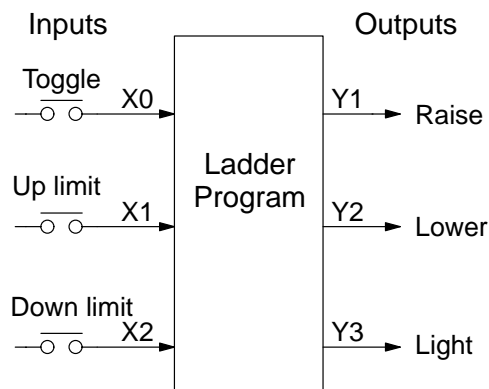 Inputs
Outputs
Toggle
X0
Y1
Raise
Ladder
Program
Up limit
X1
Y2
Lower
Down limit
X2
Y3
Light